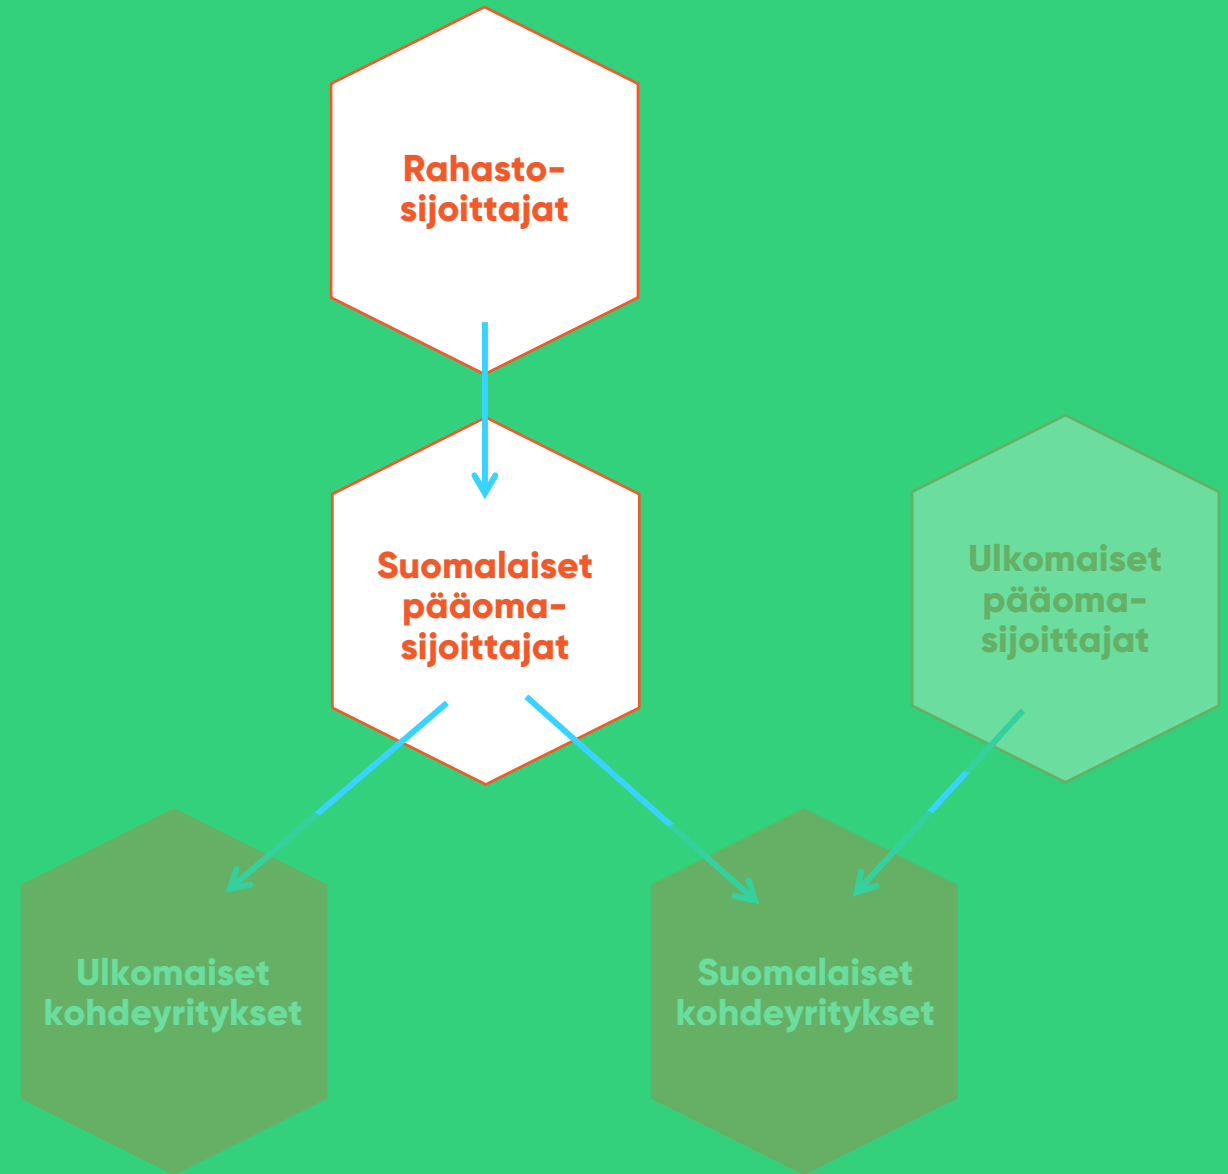 Rahasto-
sijoittajat
Suomalaiset
pääoma-
sijoittajat
Ulkomaiset
pääoma-
sijoittajat
Ulkomaiset
kohdeyritykset
Suomalaiset
kohdeyritykset